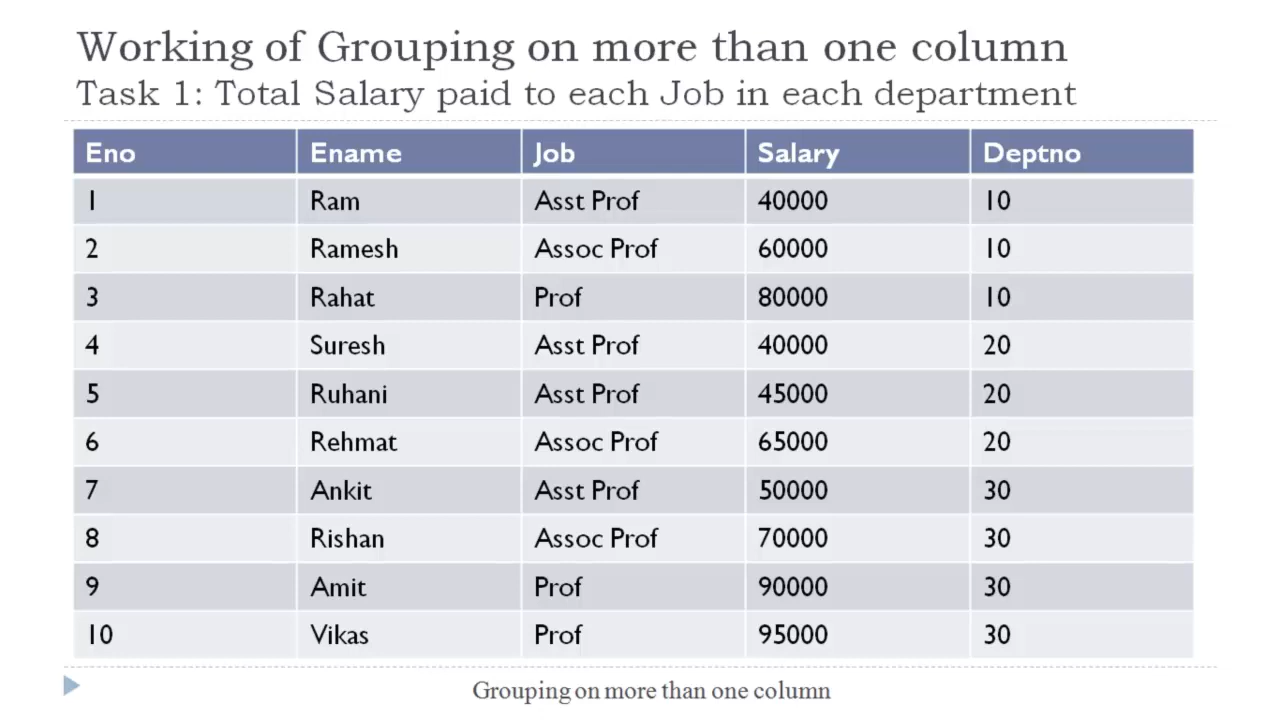 Working of Grouping on more than one column
Task 1: Total Salary paid to each Job in each department
Eno Ename Job Salary Deptno
1 Ram Asst Prof 40000 10
2 Ramesh Assoc Prof 60000 10
3 Rahat Prof 80000 10
4 Suresh Asst Prof 40000 20
5 Ruhani Asst Prof 45000 20
6 Rehmat Assoc Prof 65000 20
7 Ankit Asst Prof 50000 30
8 Rishan Assoc Prof 70000 30
9 Amit Prof 90000 30
10 Vikas Prof 95000 30
Grouping on more than one column